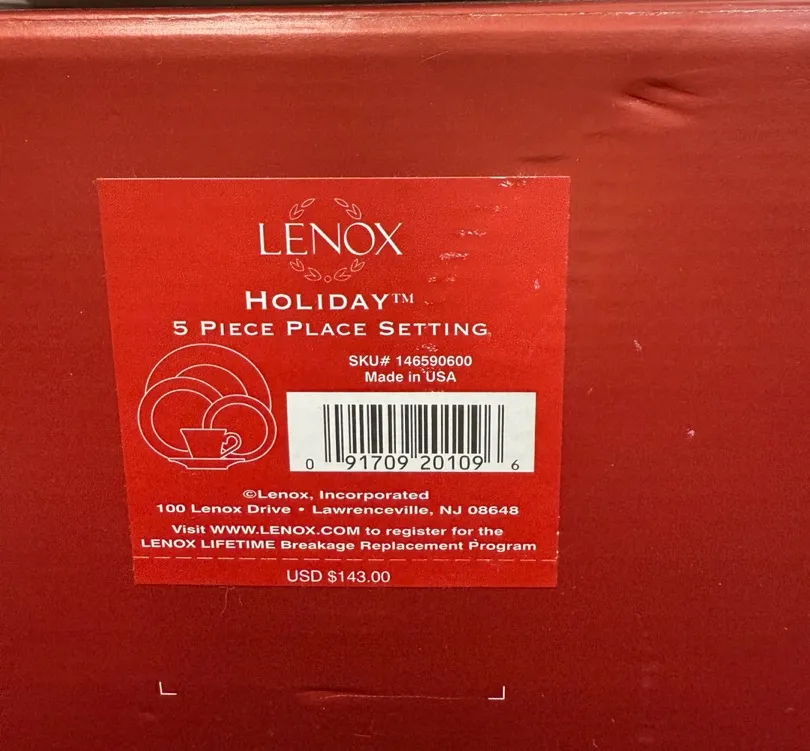 LENOX
HOLIDAY™
5 PIECE PLACE SETTING
SKU# 146590600
Made in USA
0 91709 20109 6
©Lenox, Incorporated
100 Lenox Drive • Lawrenceville, NJ 08648
Visit WWW.LENOX.COM to register for the
LENOX LIFETIME Breakage Replacement Program
USD $143.00